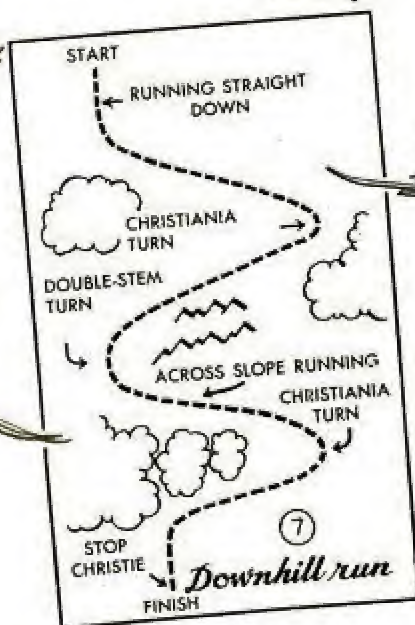 START
RUNNING STRAIGHT
DOWN
CHRISTIANIA
TURN
DOUBLE-STEM
TURN
ACROSS SLOPE RUNNING
CHRISTIANIA
TURN
7
STOP
CHRISTIE
Downhill run
FINISH